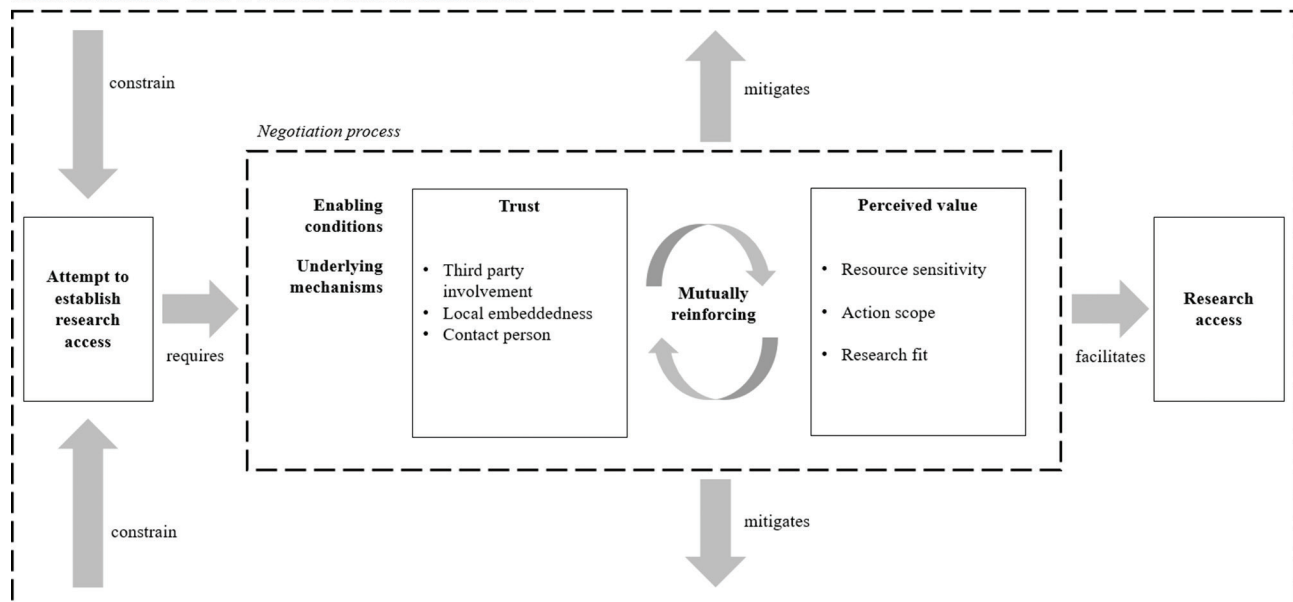 constrain
mitigates
Negotiation process
Enabling
conditions
Underlying
mechanisms
Trust
• Third party
involvement
• Local embeddedness
• Contact person
Mutually
reinforcing
Perceived value
• Resource sensitivity
• Action scope
• Research fit
Attempt to
establish
research
access
requires
facilitates
Research
access
constrain
mitigates